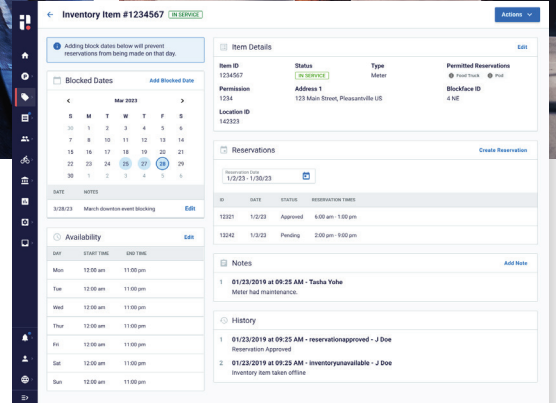 Inventory Item #1234567 IN SERVICE
Actions
Adding block dates below will prevent
reservations from being made on that day.
Blocked Dates Add Blocked Date
Mar 2023
S M T W T F S
30 1 2 3 4 5 6
7 8 9 10 11 12 13 14
15 16 17 18 19 20 21
22 23 24 25 27 28 29
30 1 2 3 4 5 6
DATE NOTES
3/28/23 March downton event blocking Edit
Availability Edit
DAY START TIME END TIME
Mon 12:00 am 11:00 pm
Tue 12:00 am 11:00 pm
Wed 12:00 am 11:00 pm
Thur 12:00 am 11:00 pm
Fri 12:00 am 11:00 pm
Sat 12:00 am 11:00 pm
Sun 12:00 am 11:00 pm
Item Details Edit
Item ID Status Type Permitted Reservations
1234567 IN SERVICE Meter Food Truck Pod
Permission Address 1 Blockface ID
1234 123 Main Street, Pleasantville US 4 NE
Location ID
142323
Reservations Create Reservation
Reservation Date
1/2/23 - 1/30/23
ID DATE STATUS RESERVATION TIMES
12321 1/2/23 Approved 6:00 am - 1:00 pm
12242 1/3/23 Pending 2:00 pm - 9:00 pm
Notes Add Note
1 01/23/2019 at 09:25 AM - Tasha Yohe
Meter had maintenance.
History
1 01/23/2019 at 09:25 AM - reservationapproved - J Doe
Reservation Approved
2 01/23/2019 at 09:25 AM - inventoryunavailable - J Doe
Inventory item taken offline